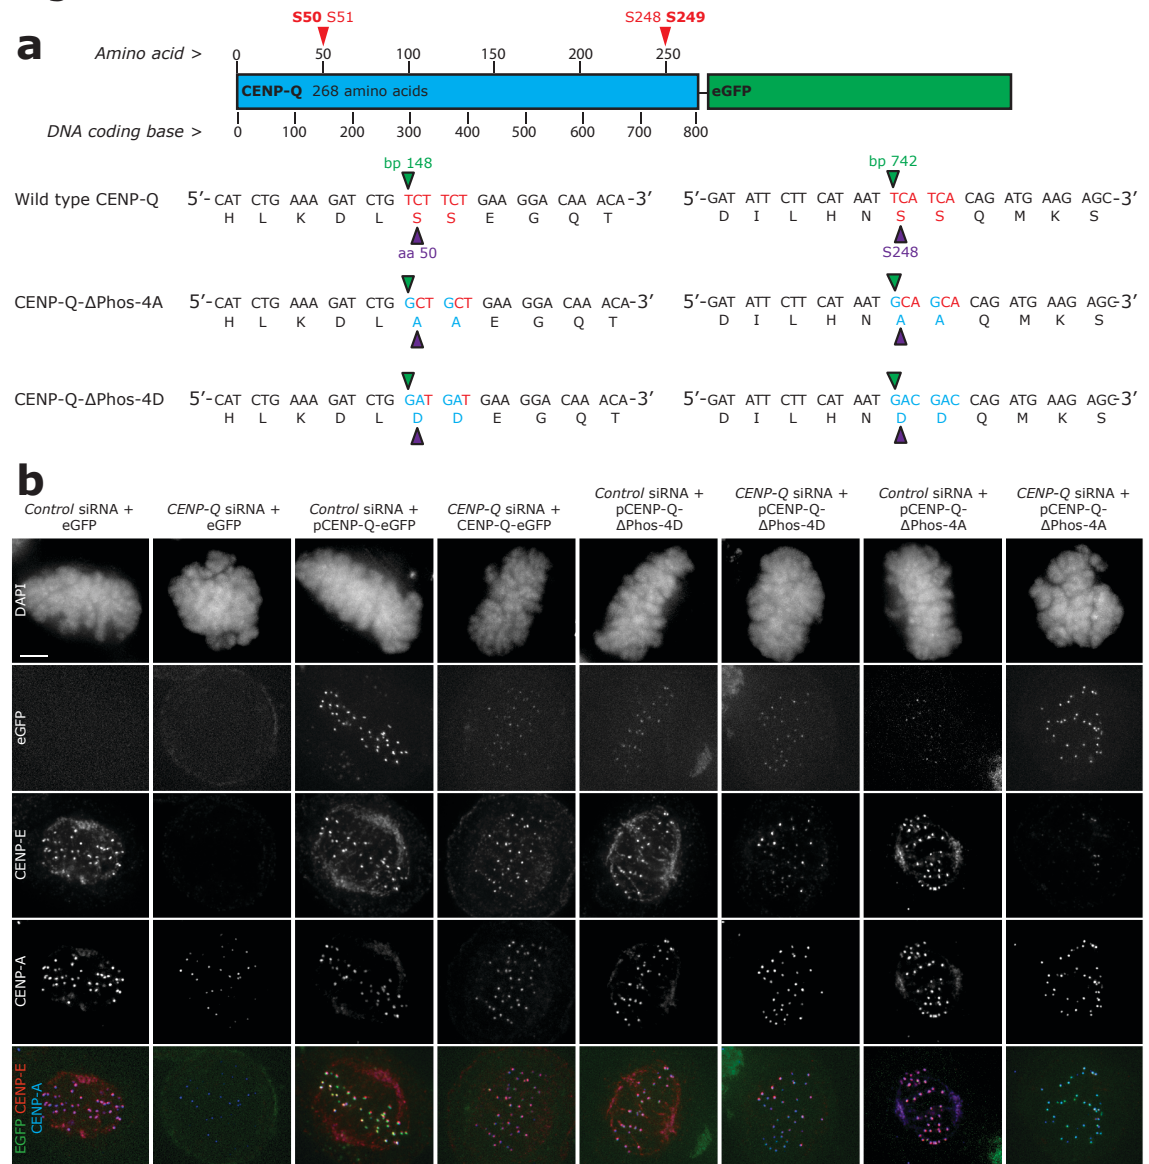 a
S50 S51
S248 S249
Amino acid >
0 50 100 150 200 250
CENP-Q 268 amino acids
eGFP
DNA coding base >
0 100 200 300 400 500 600 700 800
bp 148
bp 742
Wild type CENP-Q
5’-CAT CTG AAA GAT CTG TCT TCT GAA GGA CAA ACA-3’
H L K D L S S E G Q T
aa 50
5’-GAT ATT CTT CAT AAT TCA TCA CAG ATG AAG AGC-3’
D I L H N S S Q M K S
S248
CENP-Q-ΔPhos-4A
5’-CAT CTG AAA GAT CTG GCT GCT GAA GGA CAA ACA-3’
H L K D L A A E G Q T
5’-GAT ATT CTT CAT AAT GCA GCA CAG ATG AAG AGC-3’
D I L H N A A Q M K S
CENP-Q-ΔPhos-4D
5’-CAT CTG AAA GAT CTG GAT GAT GAA GGA CAA ACA-3’
H L K D L D D E G Q T
5’-GAT ATT CTT CAT AAT GAC GAC CAG ATG AAG AGC-3’
D I L H N D D Q M K S
b
Control siRNA +
eGFP
CENP-Q siRNA +
eGFP
Control siRNA +
pCENP-Q-eGFP
CENP-Q siRNA +
CENP-Q-eGFP
Control siRNA +
pCENP-Q-
ΔPhos-4D
CENP-Q siRNA +
pCENP-Q-
ΔPhos-4D
Control siRNA +
pCENP-Q-
ΔPhos-4A
CENP-Q siRNA +
pCENP-Q-
ΔPhos-4A
DAPI
eGFP
CENP-E
CENP-A
EGFP CENP-E
CENP-A